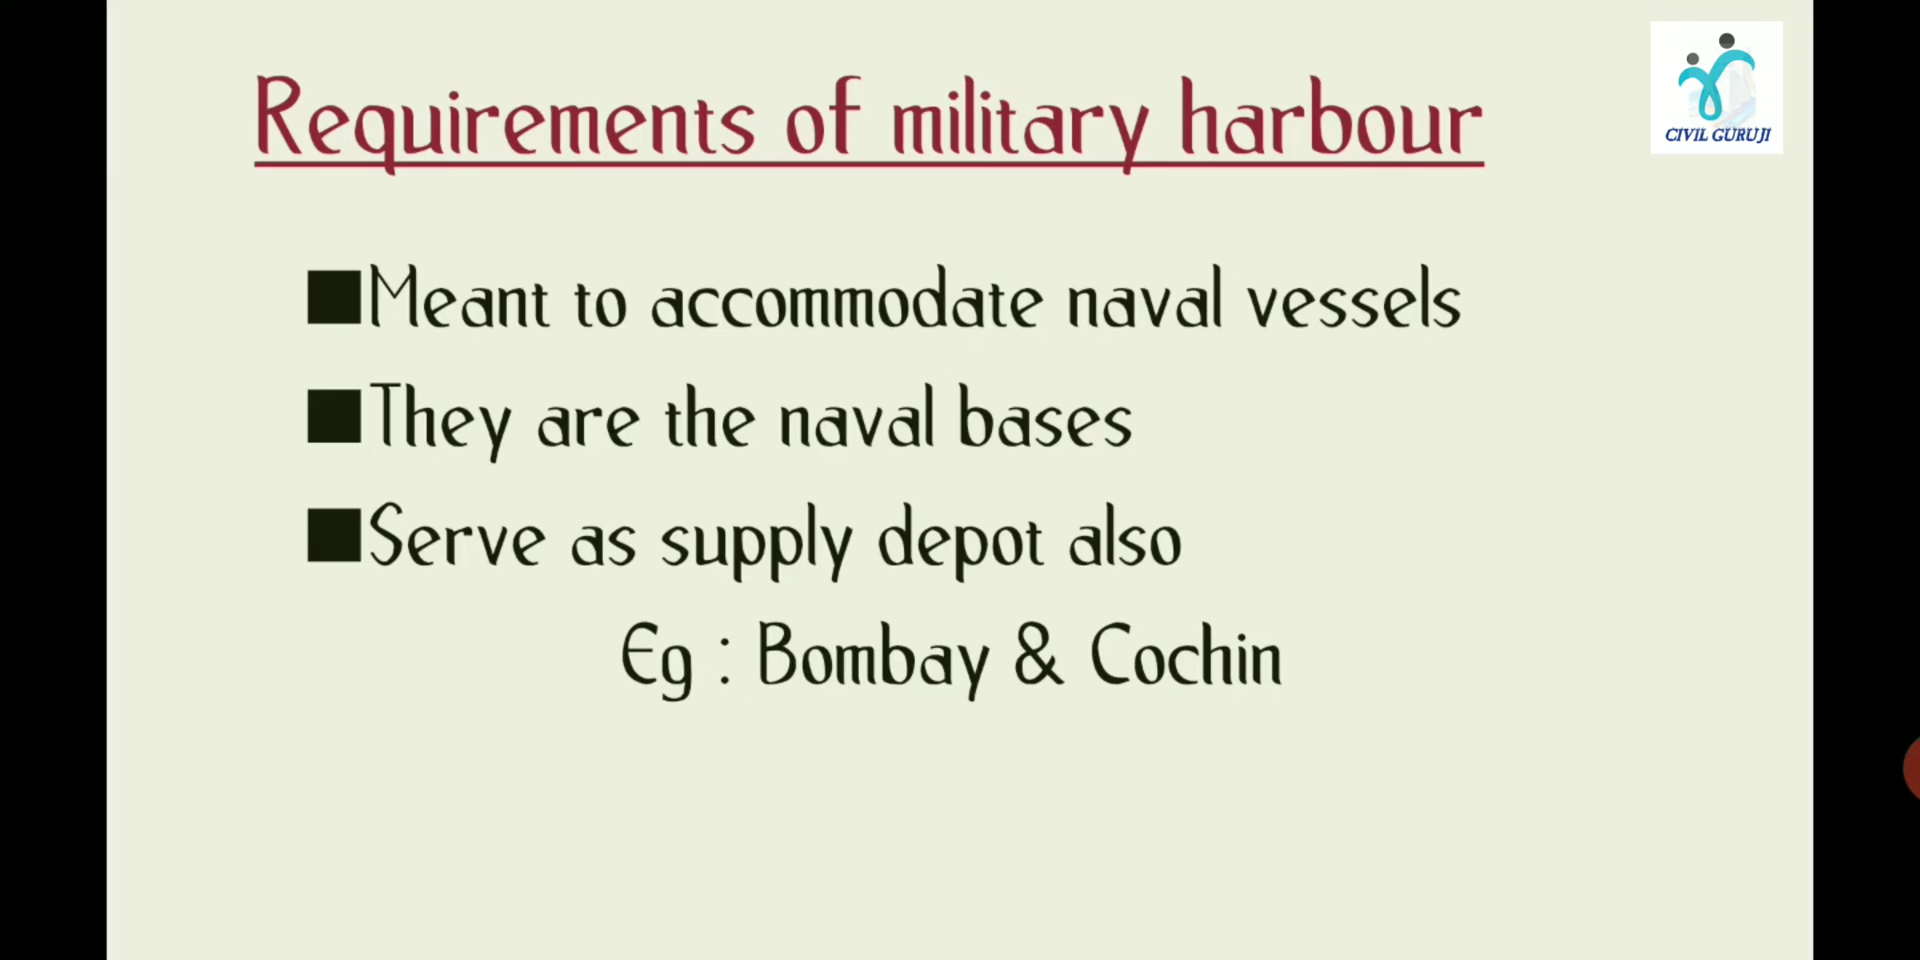 Requirements of military harbour
CIVIL GURUJI
■Meant to accommodate naval vessels
■They are the naval bases
■Serve as supply depot also
Eg : Bombay & Cochin